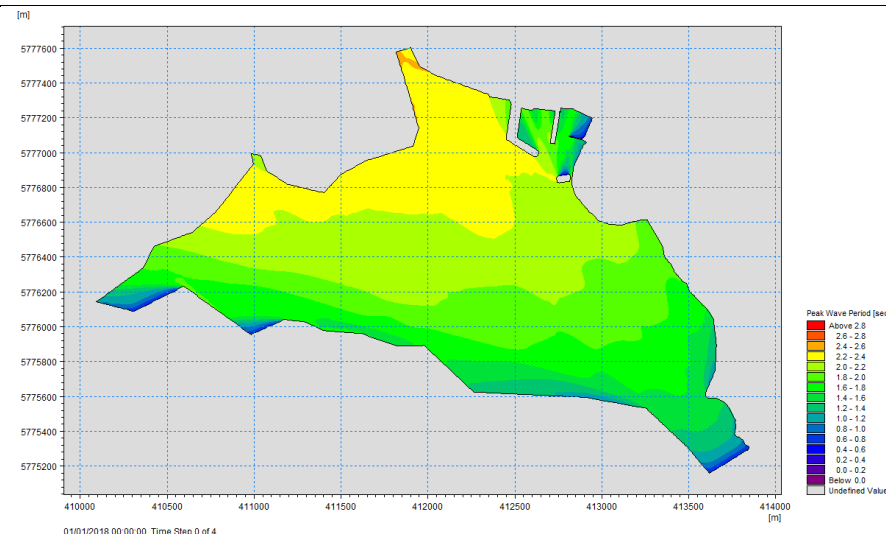 [m]
5777600
5777400
5777200
5777000
5776800
5776600
5776400
5776200
5776000
5775800
5775600
5775400
5775200
410000 410500 411000 411500 412000 412500 413000 413500 414000
[m]
01/01/2018 00:00:00 Time Step 0 of 4
Peak Wave Period [sec
Above 2.8
2.6 - 2.8
2.4 - 2.6
2.2 - 2.4
2.0 - 2.2
1.8 - 2.0
1.6 - 1.8
1.4 - 1.6
1.2 - 1.4
1.0 - 1.2
0.8 - 1.0
0.6 - 0.8
0.4 - 0.6
0.2 - 0.4
0.0 - 0.2
Below 0.0
Undefined Value